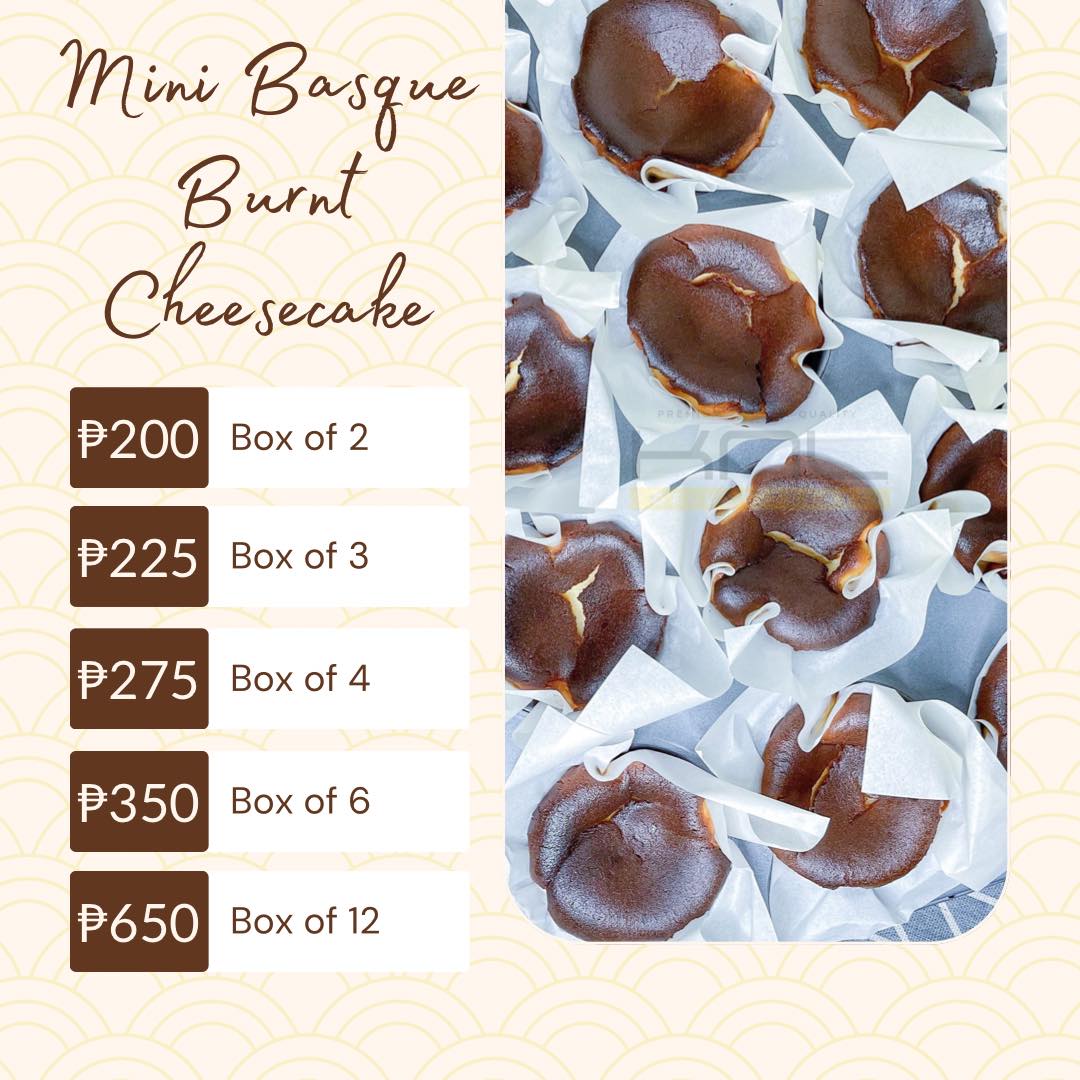 Mini Basque
Burnt
Cheesecake
₱200 Box of 2
₱225 Box of 3
₱275 Box of 4
₱350 Box of 6
₱650 Box of 12
QUALITY